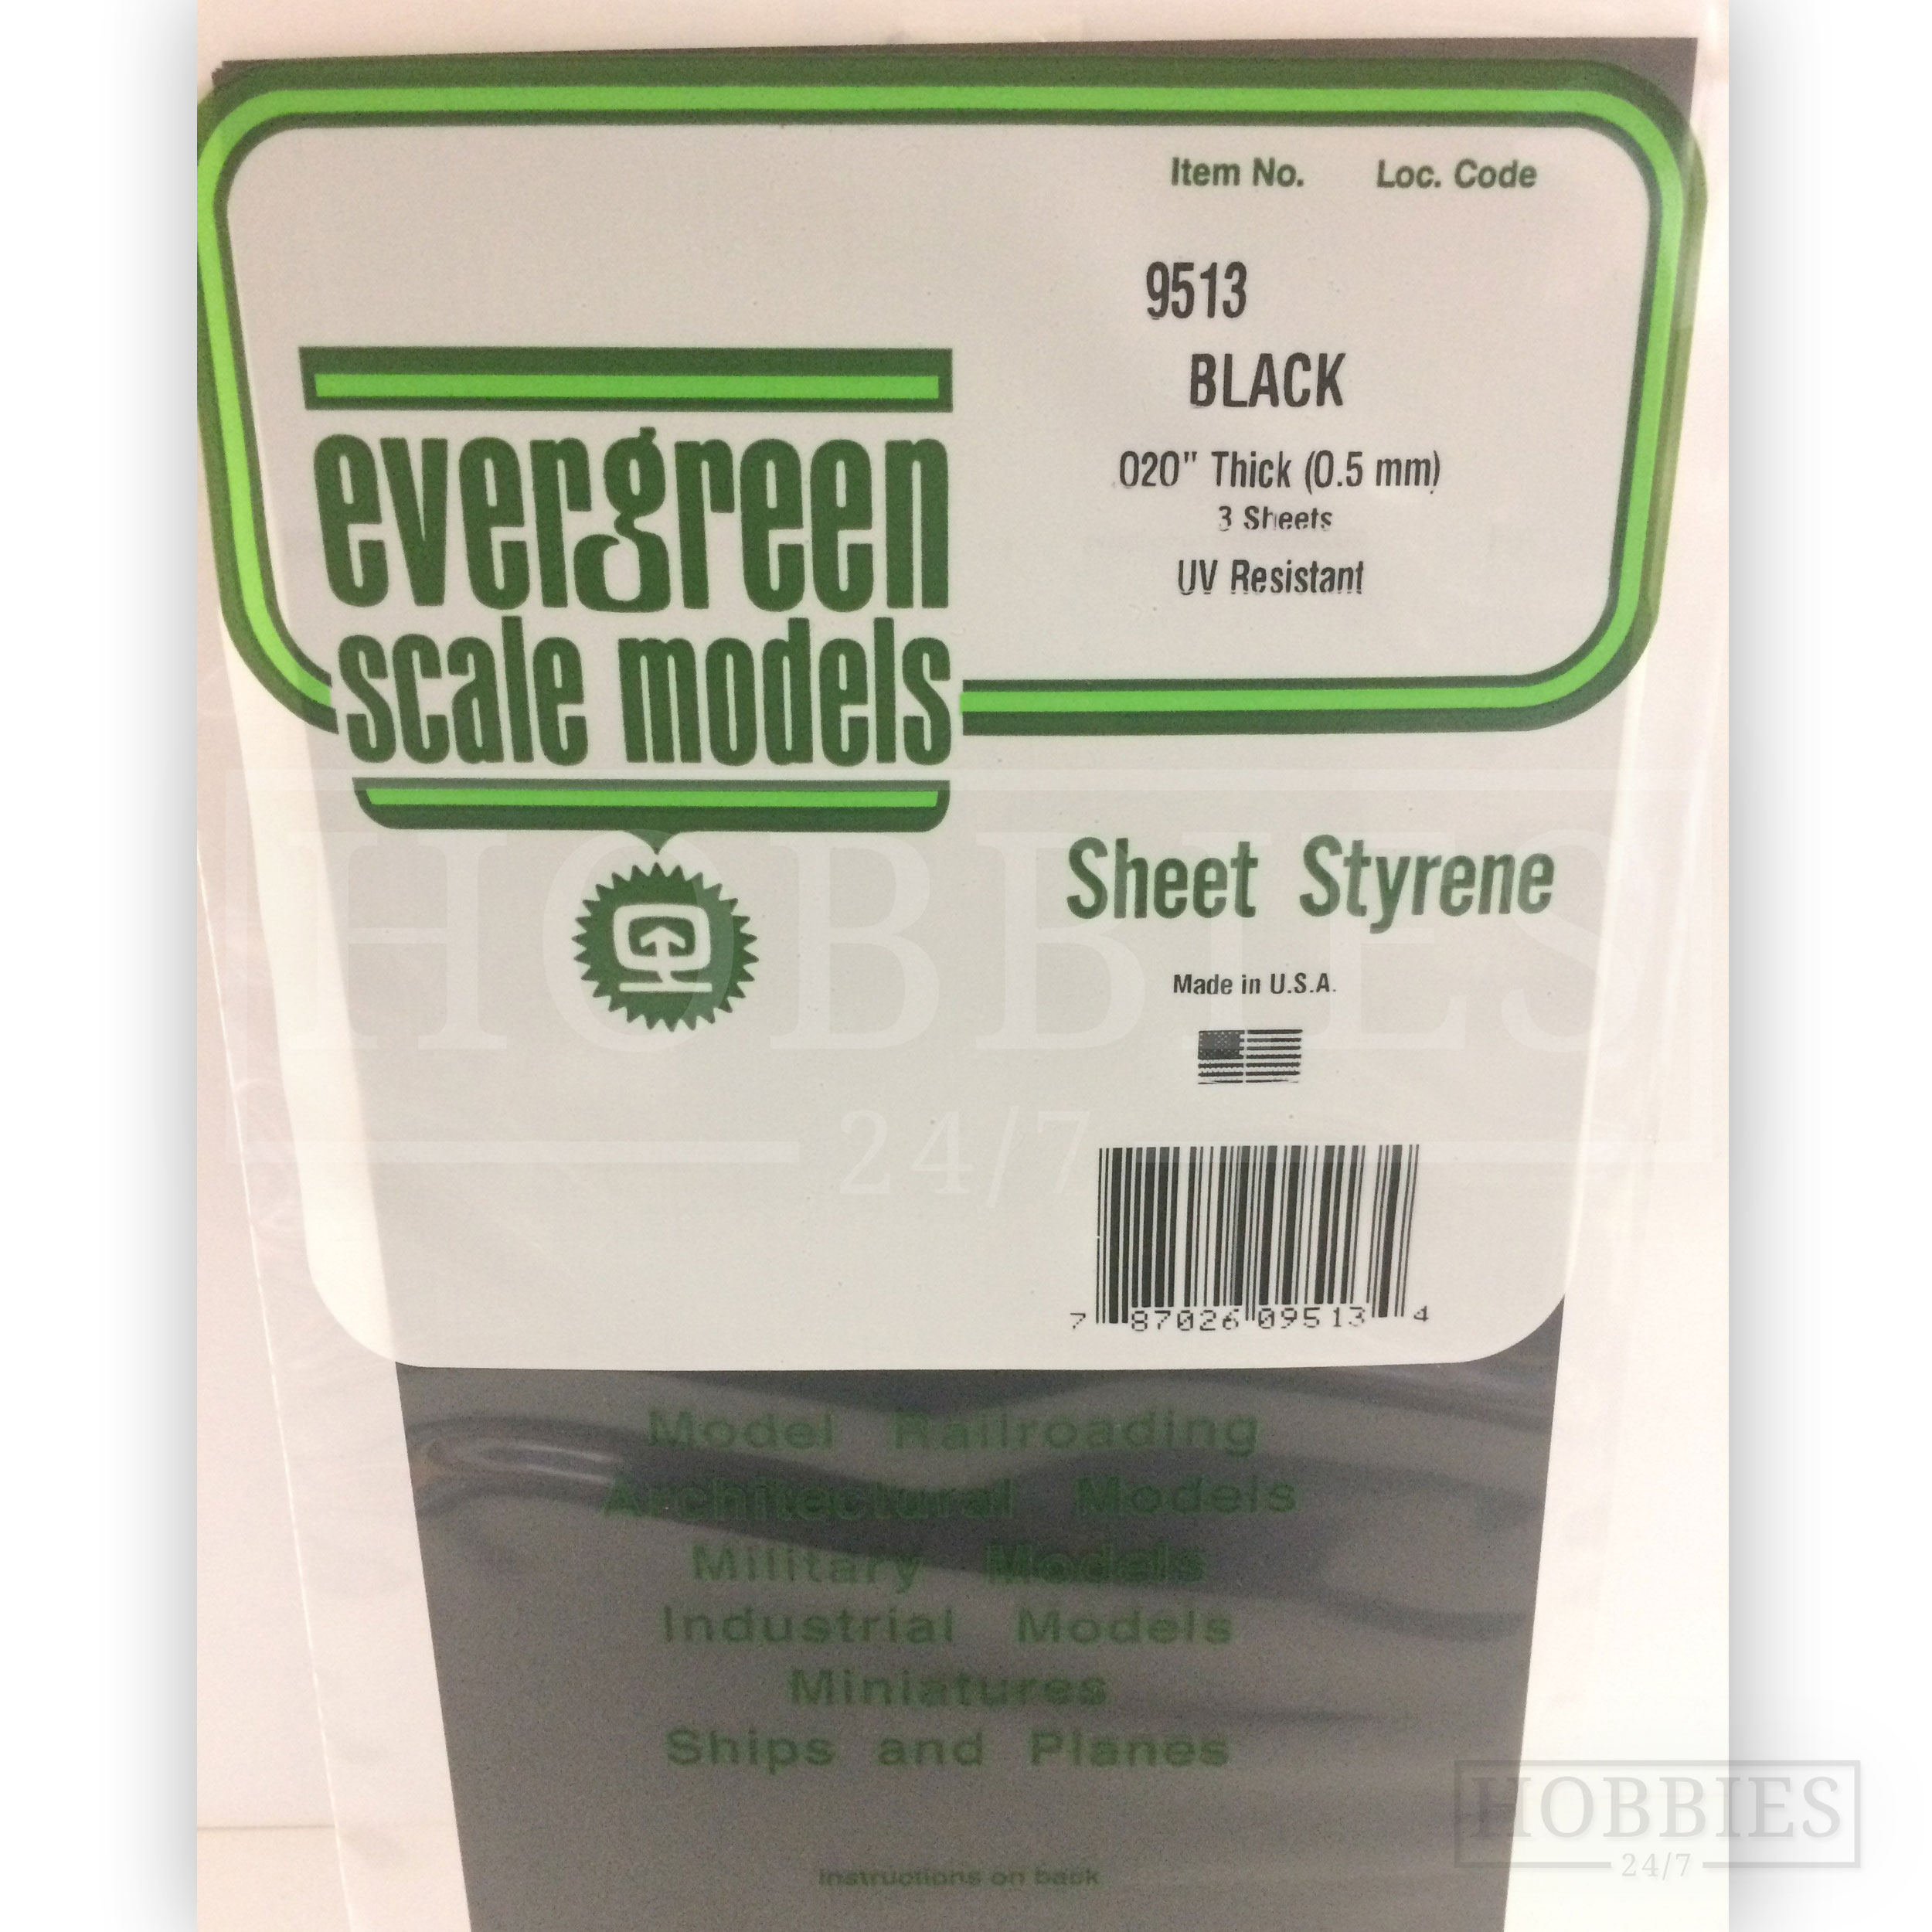 Item No. Loc. Code
9513
BLACK
020" Thick (0.5 mm)
3 Sheets
UV Resistant
evergreen
scale models
Sheet Styrene
Made in U.S.A.
HOBBIES
24/7
7 87026 09513 4
Model Railroading
Architectural Models
Military Models
Industrial Models
Miniatures
Ships and Planes
Instructions on back
HOBBIES
24/7